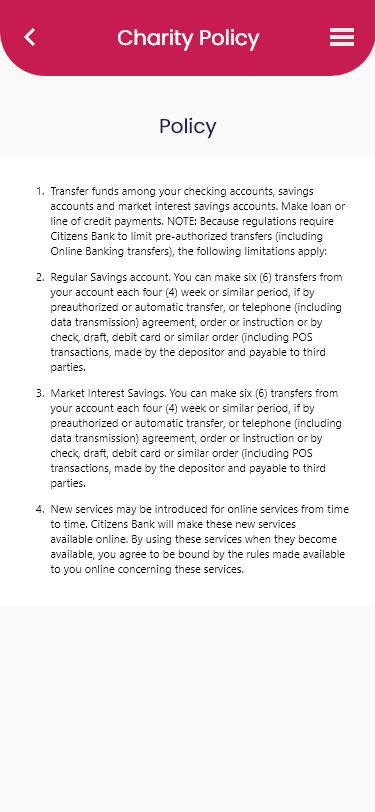 Charity Policy
Policy
1. Transfer funds among your checking accounts, savings
accounts and market interest savings accounts. Make loan or
line of credit payments. NOTE: Because regulations require
Citizens Bank to limit pre-authorized transfers (including
Online Banking transfers), the following limitations apply:
2. Regular Savings account. You can make six (6) transfers from
your account each four (4) week or similar period, if by
preauthorized or automatic transfer, or telephone (including
data transmission) agreement, order or instruction or by
check, draft, debit card or similar order (including POS
transactions, made by the depositor and payable to third
parties.
3. Market Interest Savings. You can make six (6) transfers from
your account each four (4) week or similar period, if by
preauthorized or automatic transfer, or telephone (including
data transmission) agreement, order or instruction or by
check, draft, debit card or similar order (including POS
transactions, made by the depositor and payable to third
parties.
4. New services may be introduced for online services from time
to time. Citizens Bank will make these new services
available online. By using these services when they become
available, you agree to be bound by the rules made available
to you online concerning these services.